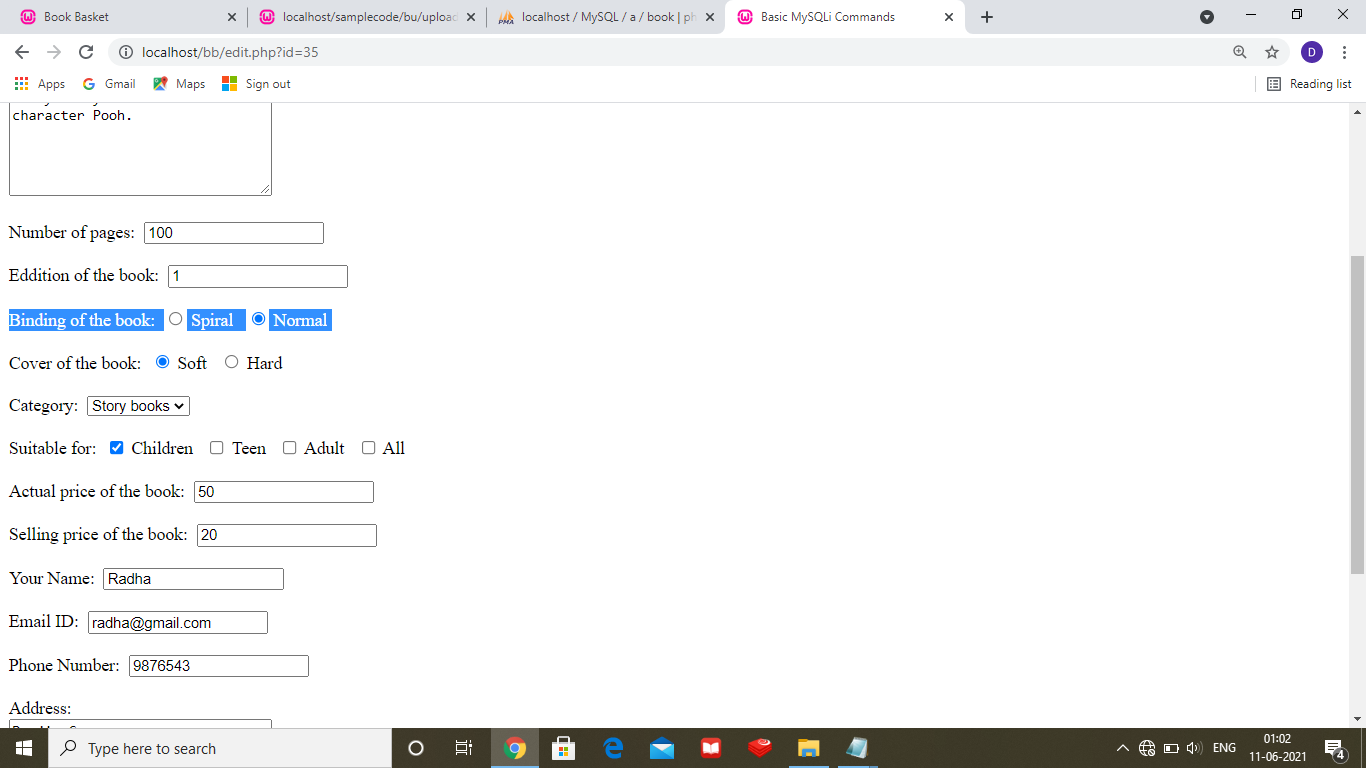 Book Basket
localhost/samplecode/bu/upload
localhost / MySQL / a / book | ph
Basic MySQLi Commands
localhost/bb/edit.php?id=35
D
Apps
Gmail
Maps
Sign out
Reading list
character Pooh.
Number of pages: 100
Eddition of the book: 1
Binding of the book: Spiral Normal
Cover of the book: Soft Hard
Category: Story books
Suitable for: Children Teen Adult All
Actual price of the book: 50
Selling price of the book: 20
Your Name: Radha
Email ID: radha@gmail.com
Phone Number: 9876543
Address:
Type here to search
ENG
01:02
11-06-2021
4